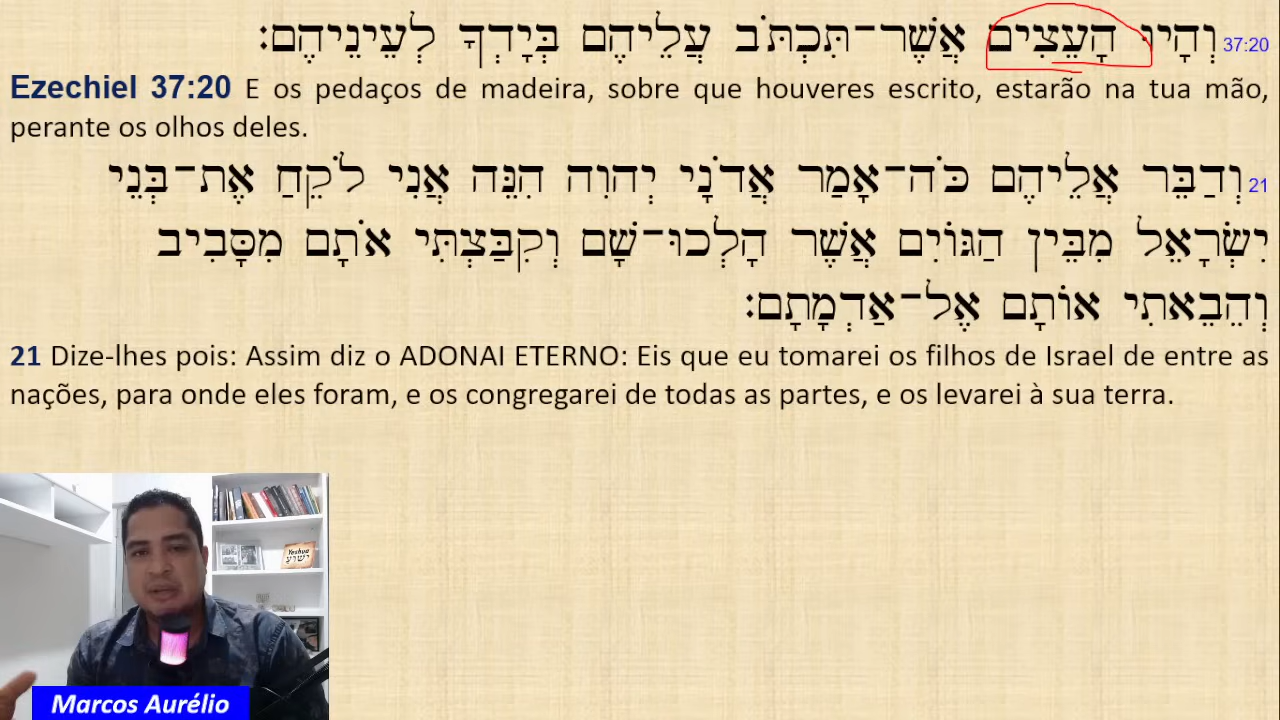 37:20 וְהָיוּ הָעֵצִים אֲשֶׁר־תִּכְתֹּב עֲלֵיהֶם בְּיָדְךָ לְעֵינֵיהֶם׃
Ezechiel 37:20 E os pedaços de madeira, sobre que houveres escrito, estarão na tua mão,
perante os olhos deles.
21 וְדַבֵּר אֲלֵיהֶם כֹּה־אָמַר אֲדֹנָי יְהוִה הִנֵּה אֲנִי לֹקֵחַ אֶת־בְּנֵי
יִשְׂרָאֵל מִבֵּין הַגּוֹיִם אֲשֶׁר הָלְכוּ־שָׁם וְקִבַּצְתִּי אֹתָם מִסָּבִיב
וְהֵבֵאתִי אוֹתָם אֶל־אַדְמָתָם׃
21 Dize-lhes pois: Assim diz o ADONAI ETERNO: Eis que eu tomarei os filhos de Israel de entre as
nações, para onde eles foram, e os congregarei de todas as partes, e os levarei à sua terra.
Yeshua
ישוע
Marcos Aurélio